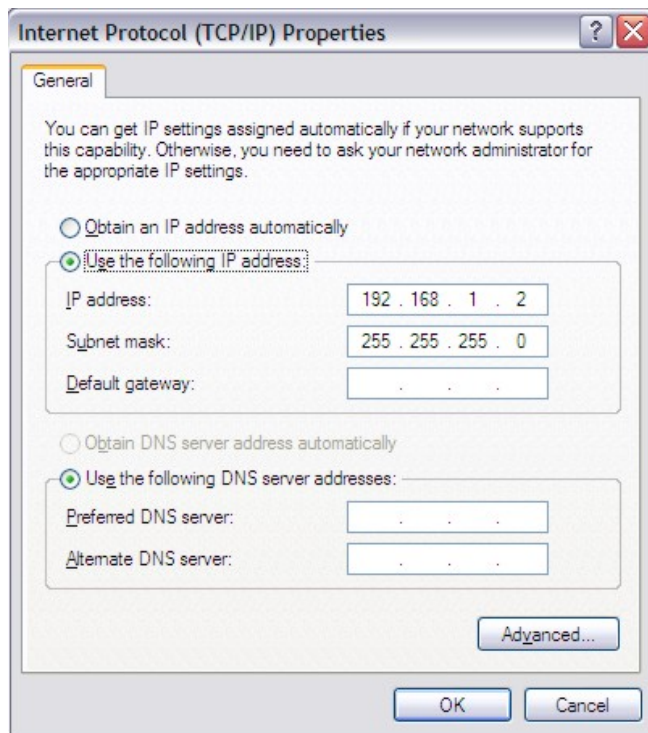 Internet Protocol (TCP/IP) Properties
General
You can get IP settings assigned automatically if your network supports
this capability. Otherwise, you need to ask your network administrator for
the appropriate IP settings.
Obtain an IP address automatically
Use the following IP address:
IP address: 192 . 168 . 1 . 2
Subnet mask: 255 . 255 . 255 . 0
Default gateway: . . .
Obtain DNS server address automatically
Use the following DNS server addresses:
Preferred DNS server: . . .
Alternate DNS server: . . .
Advanced...
OK Cancel